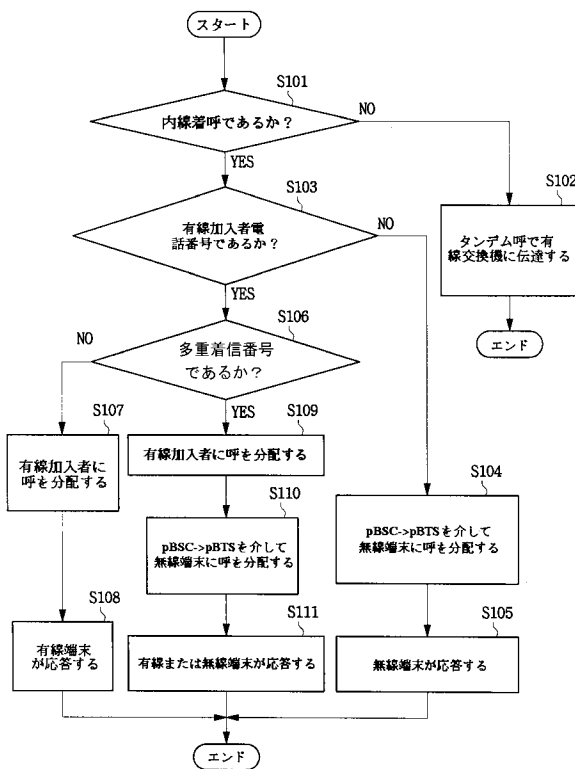 スタート
S101
内線着呼であるか？
NO
YES
S103
有線加入者電
話番号であるか？
NO
S102
タンデム呼で有
線交換機に伝達する
エンド
YES
S106
多重着信番号
であるか？
NO
YES
S107
有線加入者に
呼を分配する
S109
有線加入者に呼を分配する
S110
pBSC->pBTSを介して
無線端末に呼を分配する
S104
pBSC->pBTSを介して
無線端末に呼を分配する
S108
有線端末
が応答する
S111
有線または無線端末が応答する
S105
無線端末が応答する
エンド